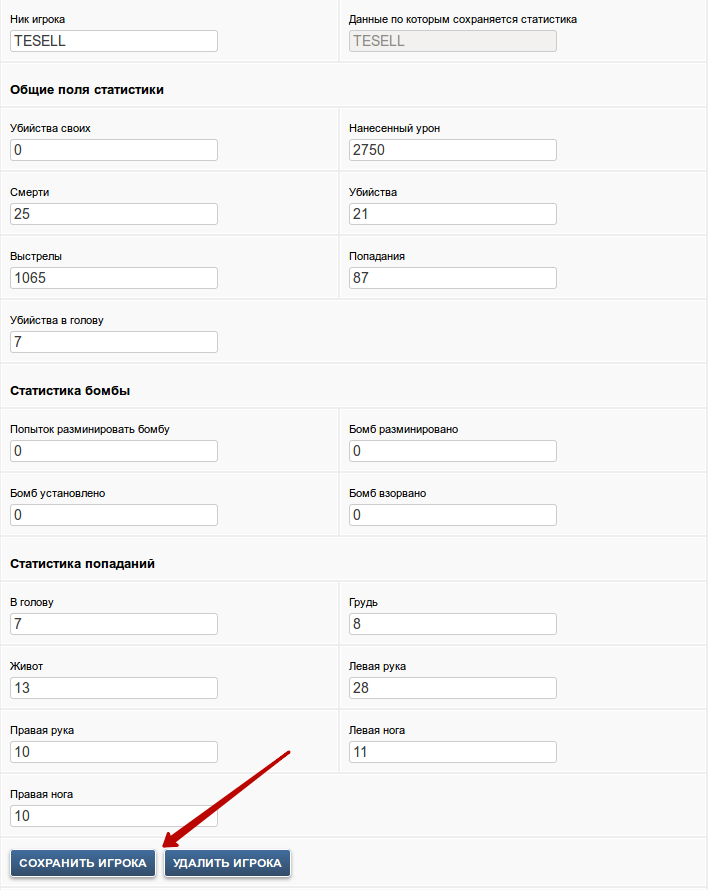 Ник игрока
Данные по которым сохраняется статистика
TESELL
TESELL
Общие поля статистики
Убийства своих
Нанесенный урон
0
2750
Смерти
Убийства
25
21
Выстрелы
Попадания
1065
87
Убийства в голову
7
Статистика бомбы
Попыток разминировать бомбу
Бомб разминировано
0
0
Бомб установлено
Бомб взорвано
0
0
Статистика попаданий
В голову
Грудь
7
8
Живот
Левая рука
13
28
Правая рука
Левая нога
10
11
Правая нога
10
СОХРАНИТЬ ИГРОКА
УДАЛИТЬ ИГРОКА